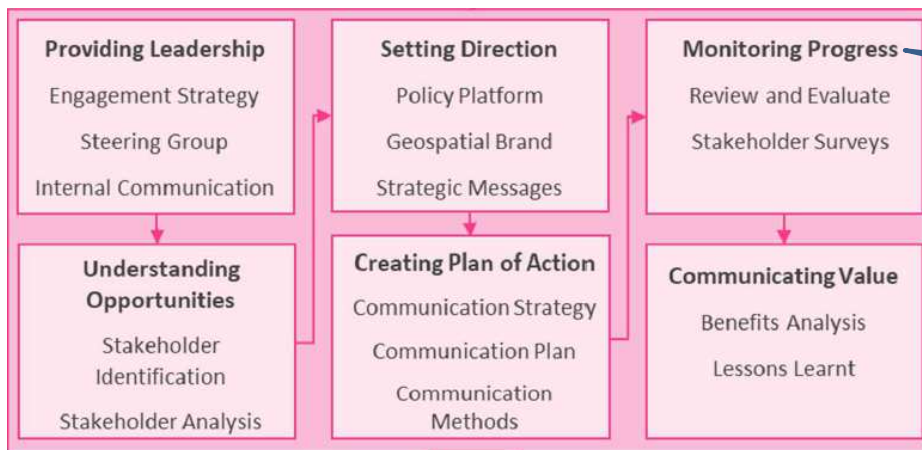 Providing Leadership
Engagement Strategy
Steering Group
Internal Communication
Understanding
Opportunities
Stakeholder
Identification
Stakeholder Analysis
Setting Direction
Policy Platform
Geospatial Brand
Strategic Messages
Creating Plan of Action
Communication Strategy
Communication Plan
Communication
Methods
Monitoring Progress
Review and Evaluate
Stakeholder Surveys
Communicating Value
Benefits Analysis
Lessons Learnt